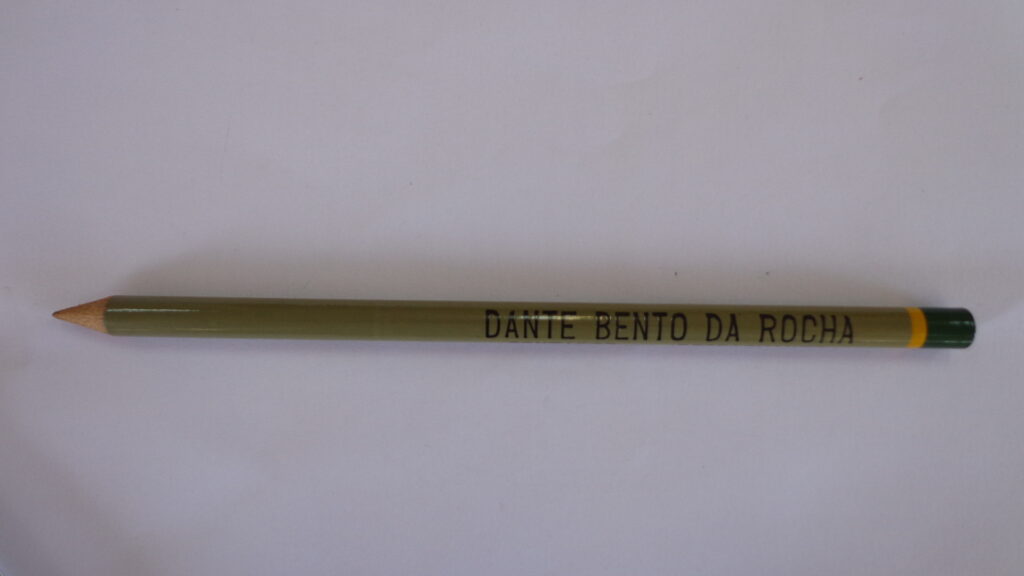 DANTE BENTO DA ROCHA